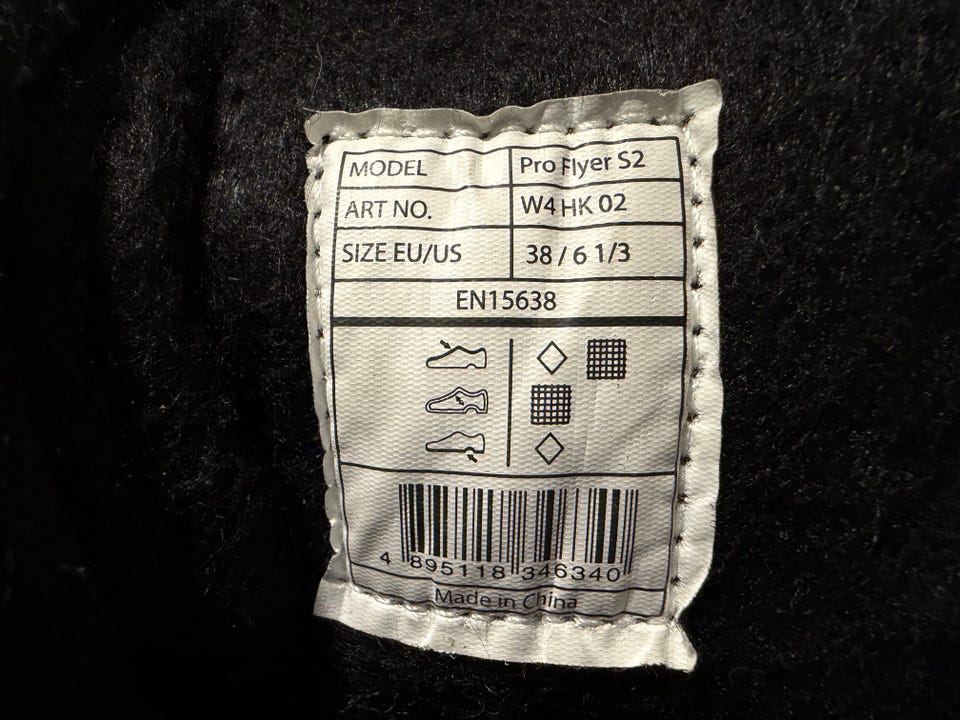 MODEL Pro Flyer S2
ART NO. W4 HK 02
SIZE EU/US 38 / 6 1/3
EN15638
4 895118 346340
Made in China